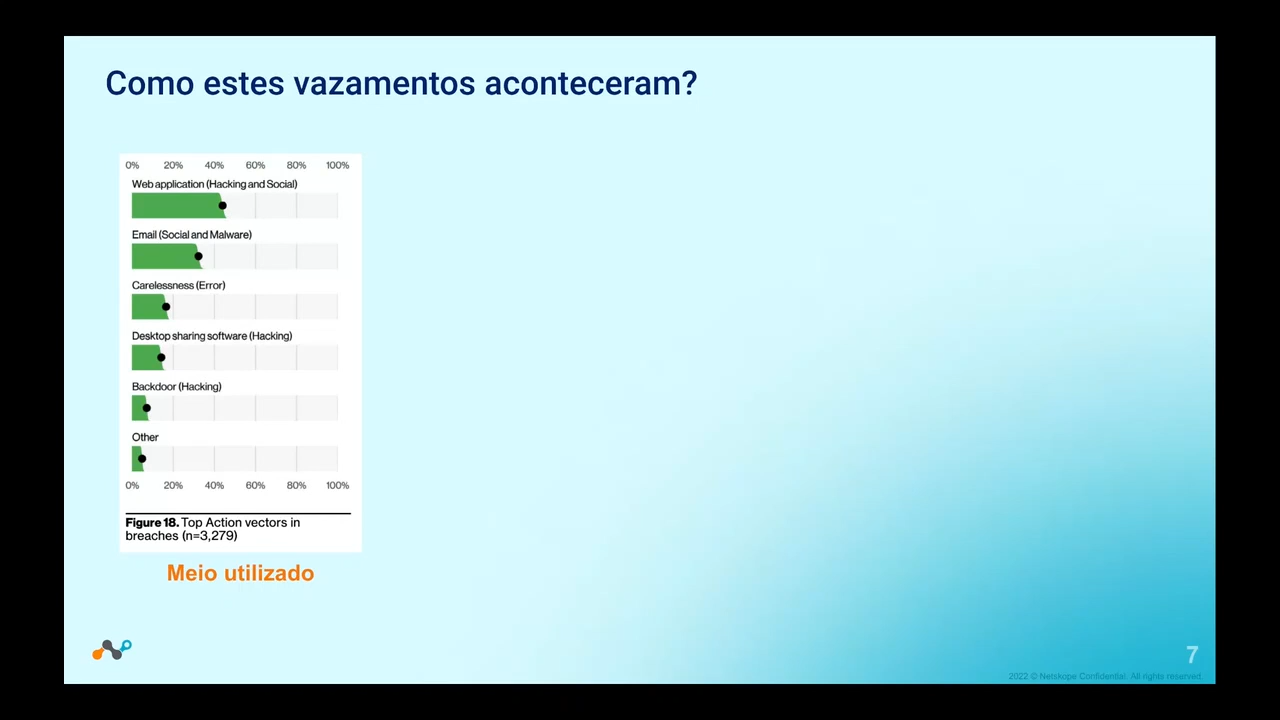 Como estes vazamentos aconteceram?
0% 20% 40% 60% 80% 100%
Web application (Hacking and Social)
Email (Social and Malware)
Carelessness (Error)
Desktop sharing software (Hacking)
Backdoor (Hacking)
Other
0% 20% 40% 60% 80% 100%
Figure 18. Top Action vectors in
breaches (n=3,279)
Meio utilizado
7
2022 © Netskope Confidential. All rights reserved.